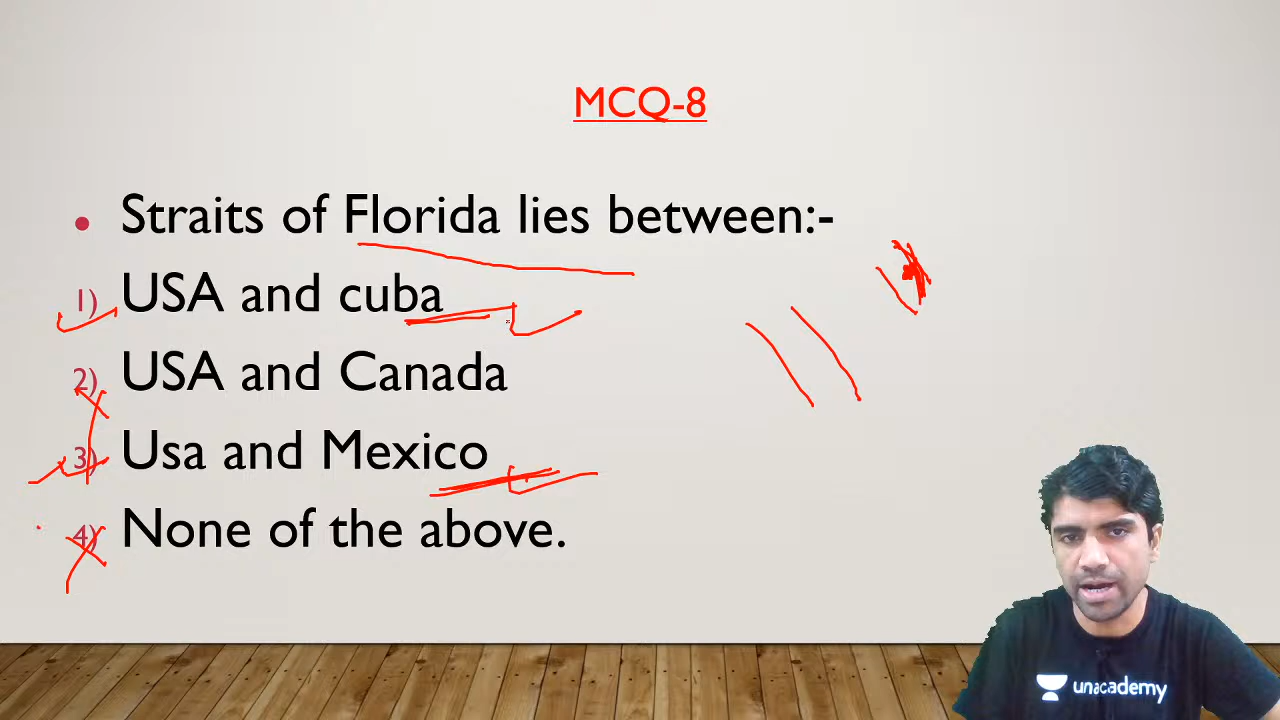 MCQ-8
• Straits of Florida lies between:-
1) USA and cuba
2) USA and Canada
3) Usa and Mexico
4) None of the above.
unacademy